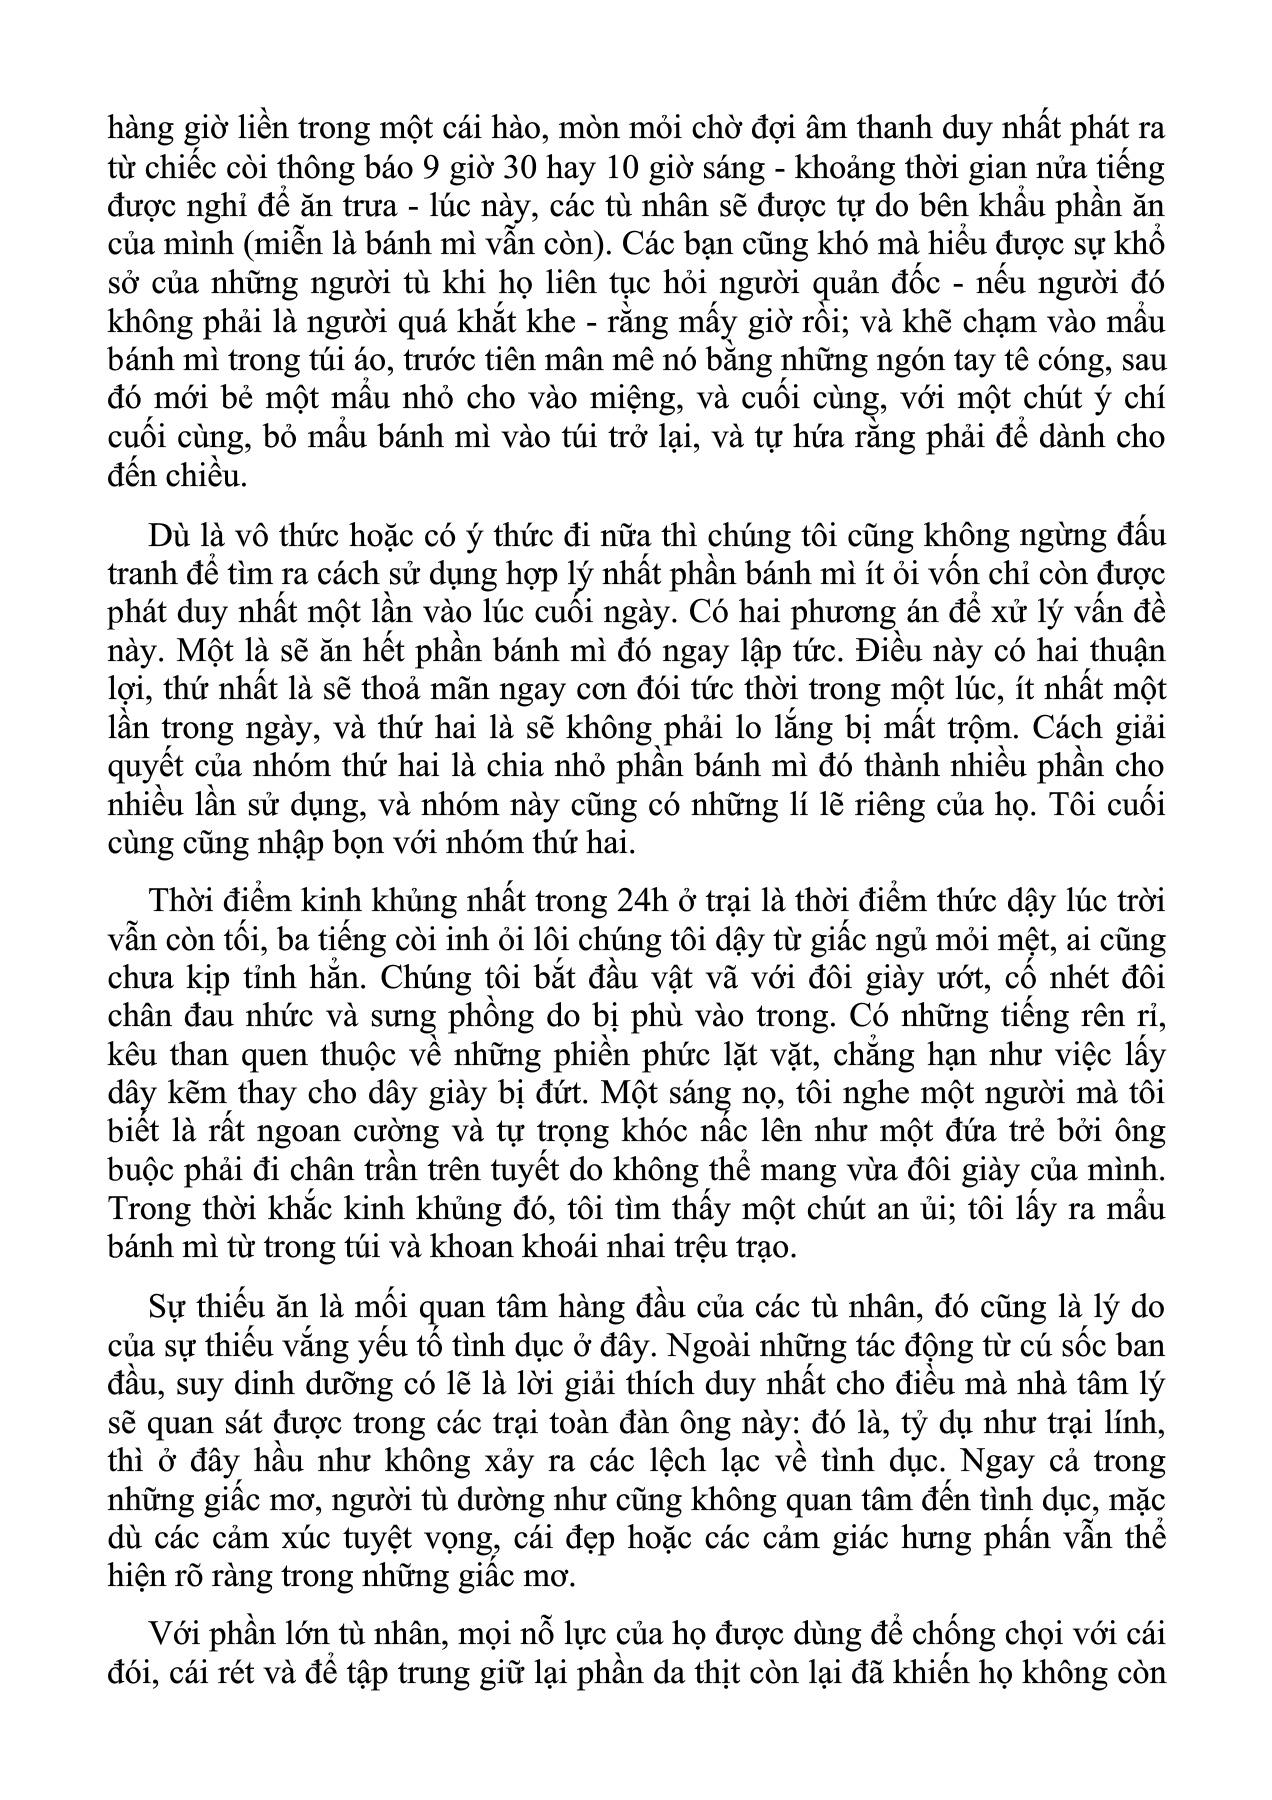 hàng giờ liền trong một cái hào, mòn mỏi chờ đợi âm thanh duy nhất phát ra
từ chiếc còi thông báo 9 giờ 30 hay 10 giờ sáng - khoảng thời gian nửa tiếng
được nghỉ để ăn trưa - lúc này, các tù nhân sẽ được tự do bên khẩu phần ăn
của mình (miễn là bánh mì vẫn còn). Các bạn cũng khó mà hiểu được sự khổ
sở của những người tù khi họ liên tục hỏi người quản đốc - nếu người đó
không phải là người quá khắt khe - rằng mấy giờ rồi; và khẽ chạm vào mẩu
bánh mì trong túi áo, trước tiên mân mê nó bằng những ngón tay tê cóng, sau
đó mới bẻ một mẩu nhỏ cho vào miệng, và cuối cùng, với một chút ý chí
cuối cùng, bỏ mẩu bánh mì vào túi trở lại, và tự hứa rằng phải để dành cho
đến chiều.
Dù là vô thức hoặc có ý thức đi nữa thì chúng tôi cũng không ngừng đấu
tranh để tìm ra cách sử dụng hợp lý nhất phần bánh mì ít ỏi vốn chỉ còn được
phát duy nhất một lần vào lúc cuối ngày. Có hai phương án để xử lý vấn đề
này. Một là sẽ ăn hết phần bánh mì đó ngay lập tức. Điều này có hai thuận
lợi, thứ nhất là sẽ thoả mãn ngay cơn đói tức thời trong một lúc, ít nhất một
lần trong ngày, và thứ hai là sẽ không phải lo lắng bị mất trộm. Cách giải
quyết của nhóm thứ hai là chia nhỏ phần bánh mì đó thành nhiều phần cho
nhiều lần sử dụng, và nhóm này cũng có những lí lẽ riêng của họ. Tôi cuối
cùng cũng nhập bọn với nhóm thứ hai.
Thời điểm kinh khủng nhất trong 24h ở trại là thời điểm thức dậy lúc trời
vẫn còn tối, ba tiếng còi inh ỏi lôi chúng tôi dậy từ giấc ngủ mỏi mệt, ai cũng
chưa kịp tỉnh hẳn. Chúng tôi bắt đầu vật vã với đôi giày ướt, cố nhét đôi
chân đau nhức và sưng phồng do bị phù vào trong. Có những tiếng rên rỉ,
kêu than quen thuộc về những phiền phức lặt vặt, chẳng hạn như việc lấy
dây kẽm thay cho dây giày bị đứt. Một sáng nọ, tôi nghe một người mà tôi
biết là rất ngoan cường và tự trọng khóc nấc lên như một đứa trẻ bởi ông
buộc phải đi chân trần trên tuyết do không thể mang vừa đôi giày của mình.
Trong thời khắc kinh khủng đó, tôi tìm thấy một chút an ủi; tôi lấy ra mẩu
bánh mì từ trong túi và khoan khoái nhai trệu trạo.
Sự thiếu ăn là mối quan tâm hàng đầu của các tù nhân, đó cũng là lý do
của sự thiếu vắng yếu tố tình dục ở đây. Ngoài những tác động từ cú sốc ban
đầu, suy dinh dưỡng có lẽ là lời giải thích duy nhất cho điều mà nhà tâm lý
sẽ quan sát được trong các trại toàn đàn ông này: đó là, tỷ dụ như trại lính,
thì ở đây hầu như không xảy ra các lệch lạc về tình dục. Ngay cả trong
những giấc mơ, người tù dường như cũng không quan tâm đến tình dục, mặc
dù các cảm xúc tuyệt vọng, cái đẹp hoặc các cảm giác hưng phấn vẫn thể
hiện rõ ràng trong những giấc mơ.
Với phần lớn tù nhân, mọi nỗ lực của họ được dùng để chống chọi với cái
đói, cái rét và để tập trung giữ lại phần da thịt còn lại đã khiến họ không còn